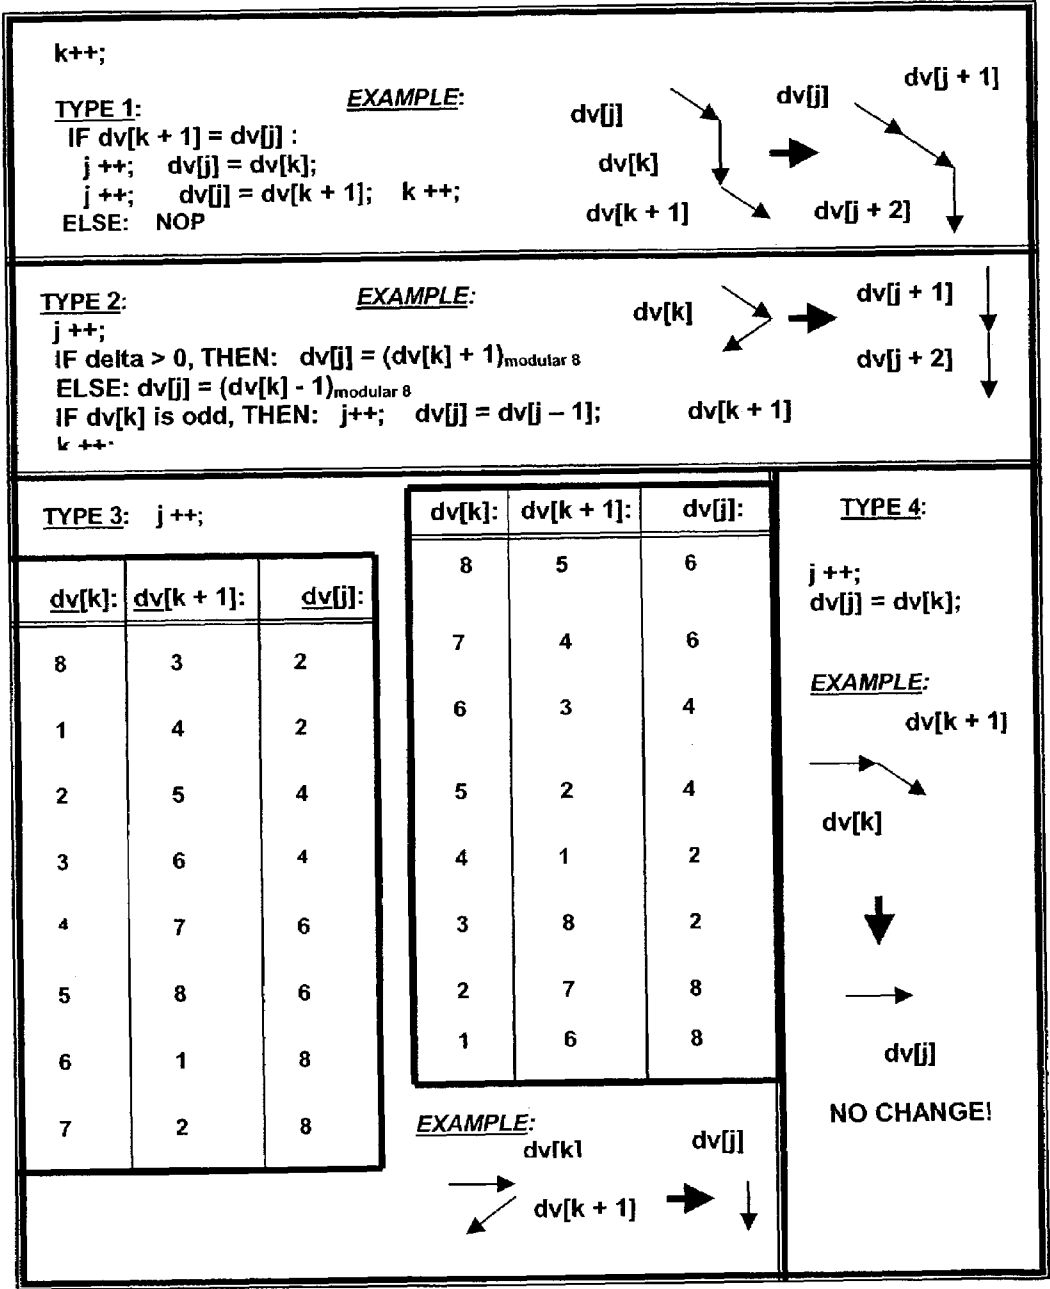 k++;
TYPE 1:
EXAMPLE:
IF dv[k + 1] = dv[j] :
j ++; dv[j] = dv[k];
j ++; dv[j] = dv[k + 1]; k ++;
ELSE: NOP
dv[j]
dv[k]
dv[k + 1]
dv[j]
dv[j + 1]
dv[j + 2]
TYPE 2:
EXAMPLE:
j ++;
IF delta > 0, THEN: dv[j] = (dv[k] + 1)modular 8
ELSE: dv[j] = (dv[k] - 1)modular 8
IF dv[k] is odd, THEN: j++; dv[j] = dv[j – 1];
k ++;
dv[k]
dv[k + 1]
dv[j + 1]
dv[j + 2]
TYPE 3: j ++;
dv[k]: dv[k + 1]: dv[j]:
8 3 2
1 4 2
2 5 4
3 6 4
4 7 6
5 8 6
6 1 8
7 2 8
dv[k]: dv[k + 1]: dv[j]:
8 5 6
7 4 6
6 3 4
5 2 4
4 1 2
3 8 2
2 7 8
1 6 8
EXAMPLE:
dv[k]
dv[k + 1]
dv[j]
TYPE 4:
j ++;
dv[j] = dv[k];
EXAMPLE:
dv[k + 1]
dv[k]
dv[j]
NO CHANGE!